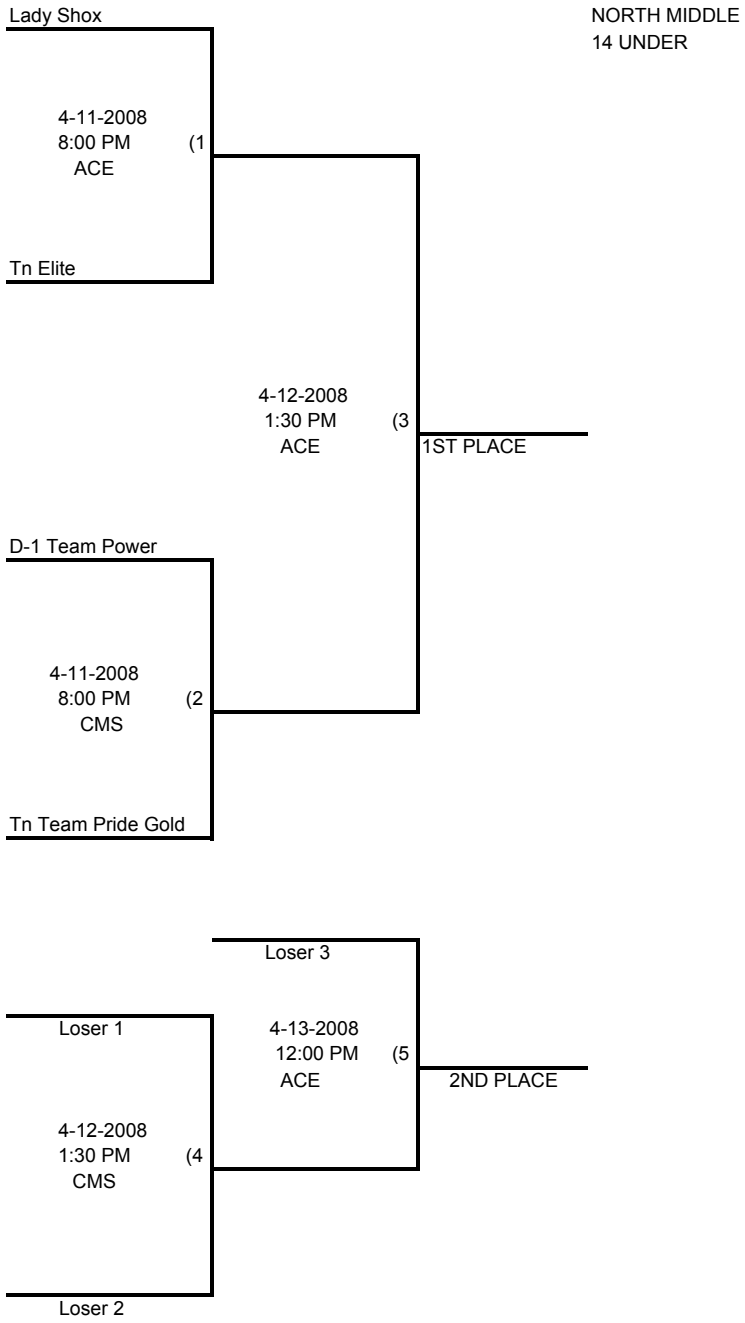 Lady Shox
NORTH MIDDLE
14 UNDER
4-11-2008
8:00 PM (1
ACE
Tn Elite
4-12-2008
1:30 PM (3
ACE
1ST PLACE
D-1 Team Power
4-11-2008
8:00 PM (2
CMS
Tn Team Pride Gold
Loser 3
Loser 1
4-13-2008
12:00 PM (5
ACE
2ND PLACE
4-12-2008
1:30 PM (4
CMS
Loser 2